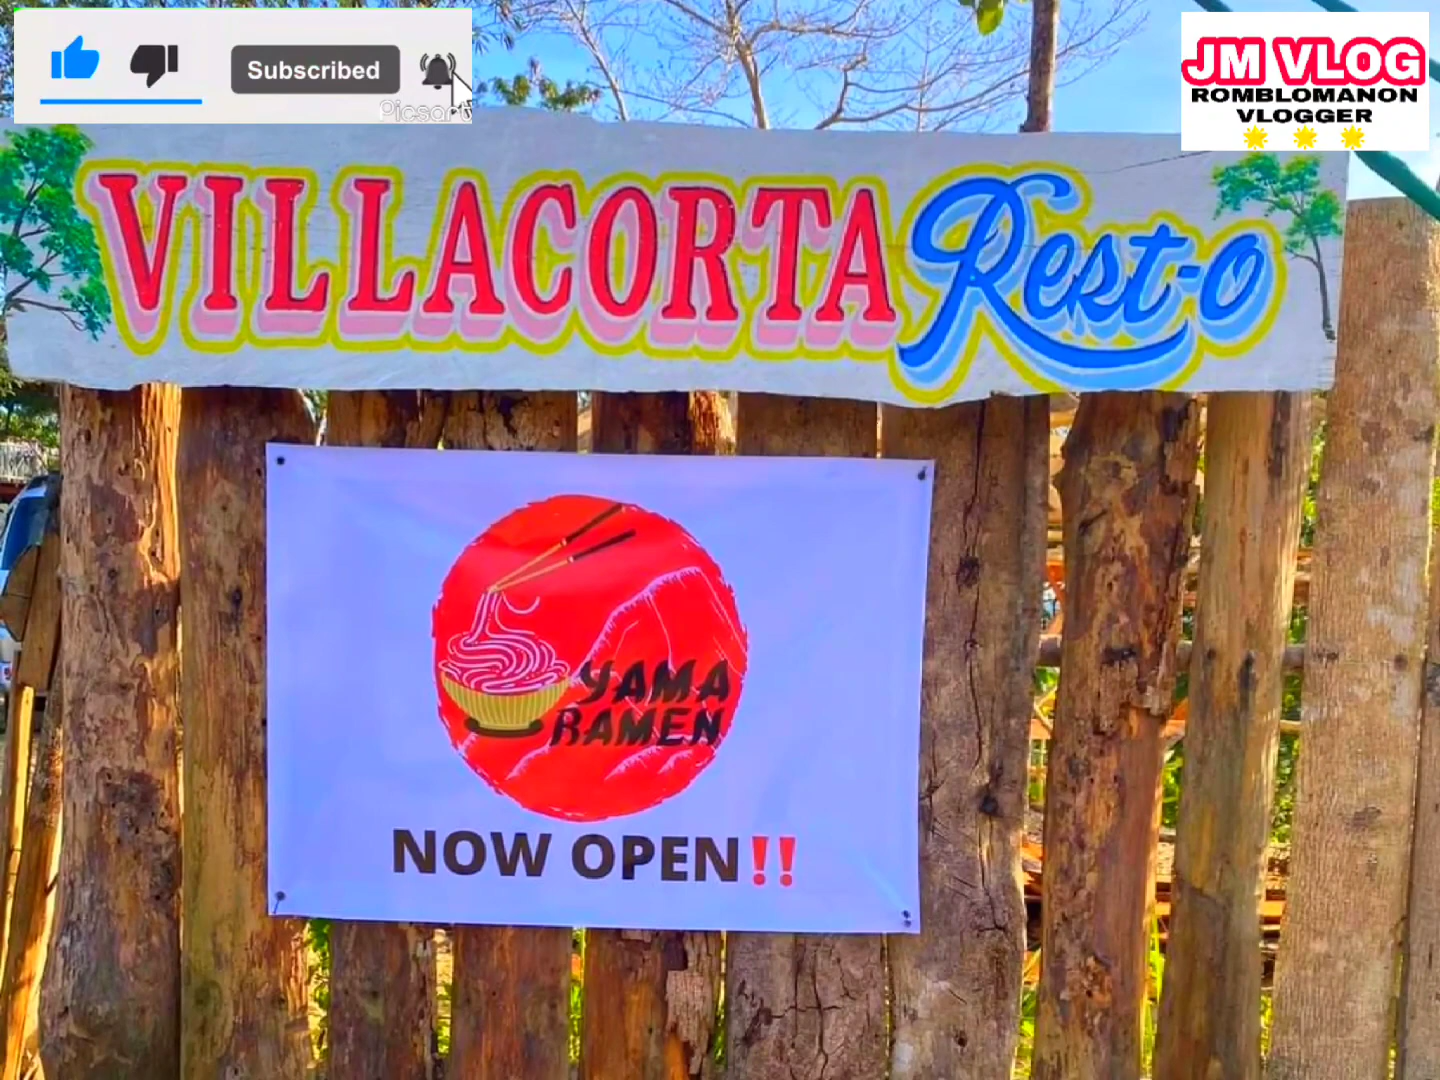 Subscribed
Picsart
JM VLOG
ROMBLOMANON
VLOGGER
VILLACORTA Rest-o
YAMA
RAMEN
NOW OPEN!!